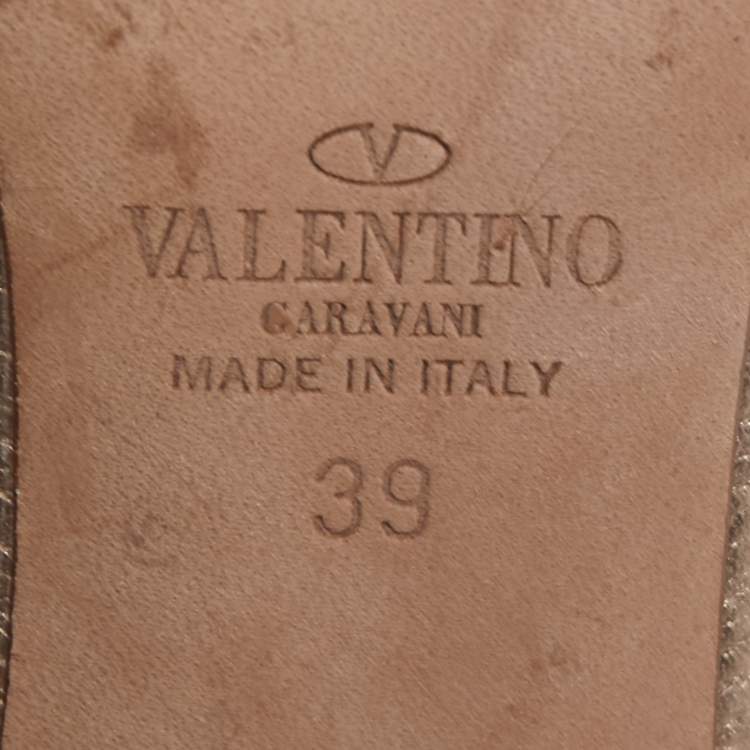 V
VALENTINO
GARAVANI
MADE IN ITALY
39